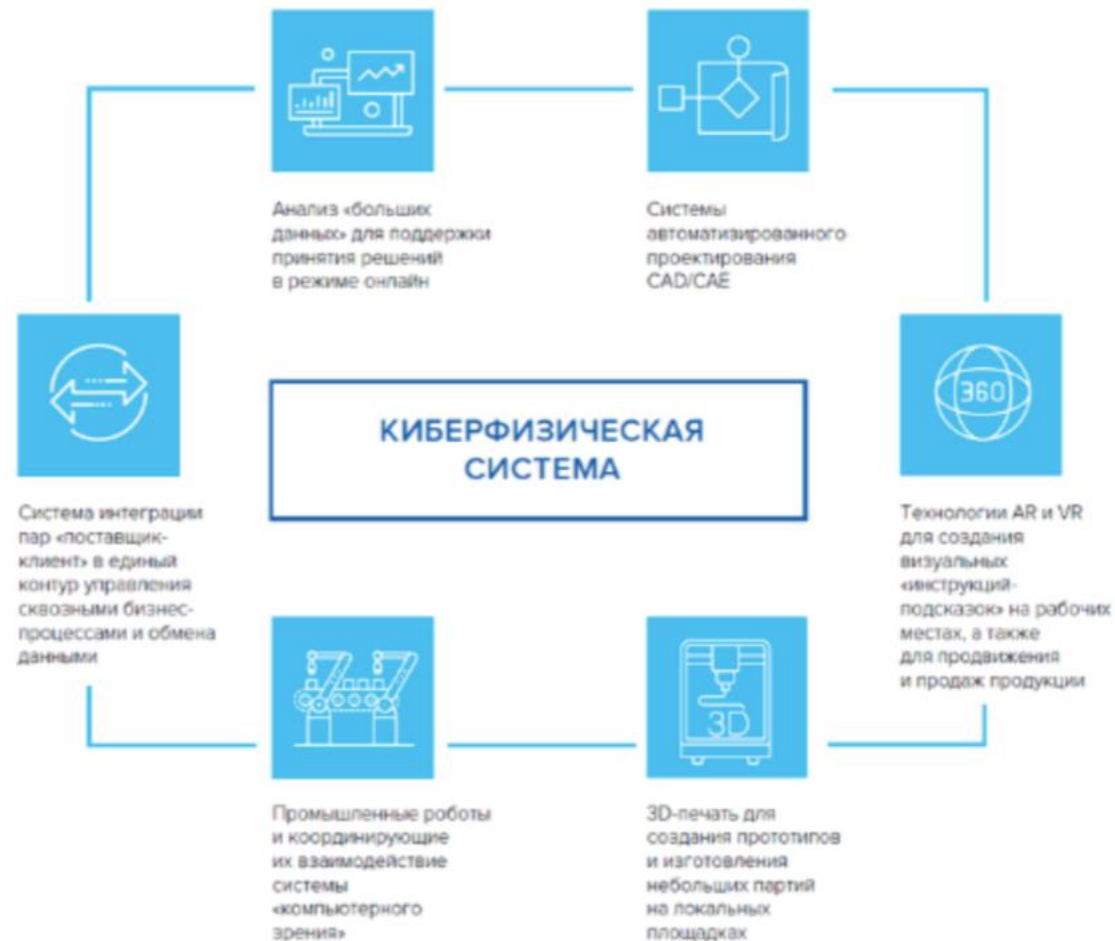 Анализ «больших
данных» для поддержки
принятия решений
в режиме онлайн
Системы
автоматизированного
проектирования
CAD/CAE
Система интеграции
пар «поставщик-
клиент» в единый
контур управления
сквозными бизнес-
процессами и обмена
данными
КИБЕРФИЗИЧЕСКАЯ
СИСТЕМА
360
Технологии AR и VR
для создания
визуальных
«инструкций-
подсказок» на рабочих
местах, а также
для продвижения
и продаж продукции
Промышленные роботы
и координирующие
их взаимодействие
системы
«компьютерного
зрения»
3D
3D-печать для
создания прототипов
и изготовления
небольших партий
на локальных
площадках